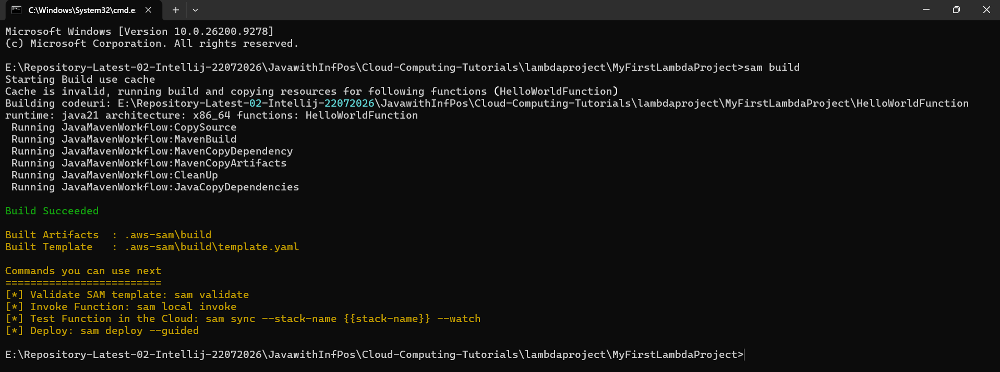 C:\Windows\System32\cmd.e
Microsoft Windows [Version 10.0.26200.9278]
(c) Microsoft Corporation. All rights reserved.
E:\Repository-Latest-02-Intellij-22072026\JavawithInfPos\Cloud-Computing-Tutorials\lambdaproject\MyFirstLambdaProject>sam build
Starting Build use cache
Cache is invalid, running build and copying resources for following functions (HelloWorldFunction)
Building codeuri: E:\Repository-Latest-02-Intellij-22072026\JavawithInfPos\Cloud-Computing-Tutorials\lambdaproject\MyFirstLambdaProject\HelloWorldFunction
runtime: java21 architecture: x86_64 functions: HelloWorldFunction
 Running JavaMavenWorkflow:CopySource
 Running JavaMavenWorkflow:MavenBuild
 Running JavaMavenWorkflow:MavenCopyDependency
 Running JavaMavenWorkflow:MavenCopyArtifacts
 Running JavaMavenWorkflow:CleanUp
 Running JavaMavenWorkflow:JavaCopyDependencies
Build Succeeded
Built Artifacts  : .aws-sam\build
Built Template   : .aws-sam\build\template.yaml
Commands you can use next
=========================
[*] Validate SAM template: sam validate
[*] Invoke Function: sam local invoke
[*] Test Function in the Cloud: sam sync --stack-name {{stack-name}} --watch
[*] Deploy: sam deploy --guided
E:\Repository-Latest-02-Intellij-22072026\JavawithInfPos\Cloud-Computing-Tutorials\lambdaproject\MyFirstLambdaProject>